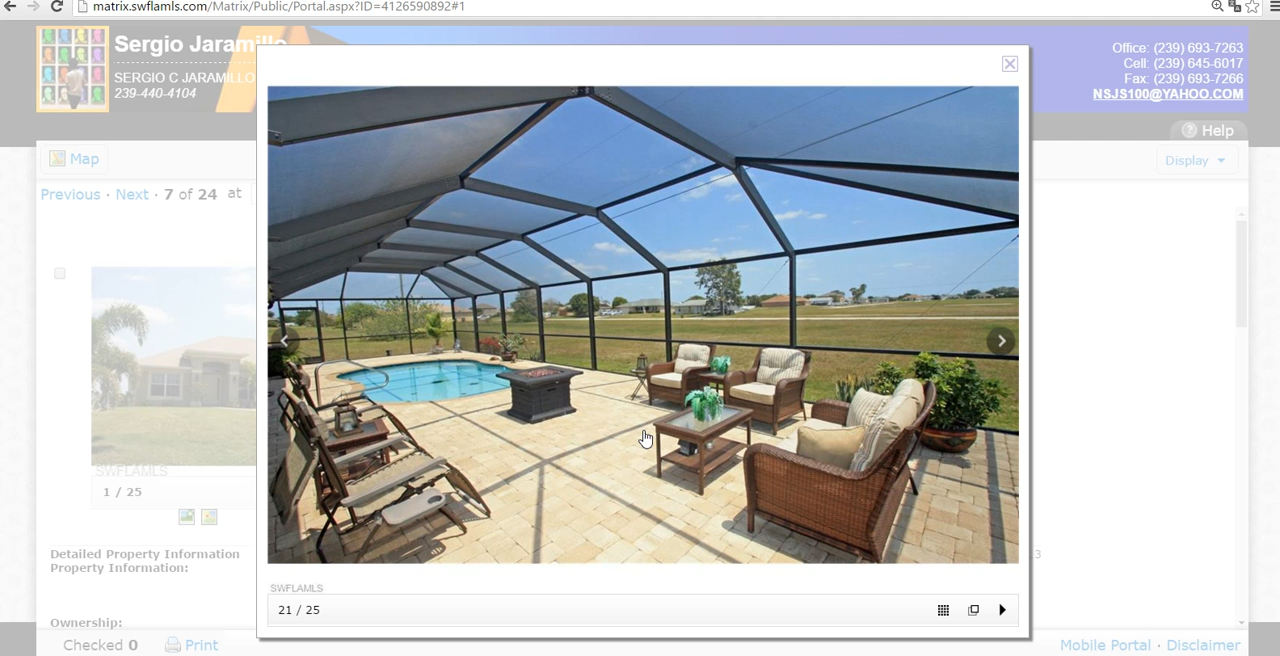 matrix.swflamls.com/Matrix/Public/Portal.aspx?ID=4126590892#1
Sergio Jaramillo
SERGIO C JARAMILLO
239-440-4104
Office: (239) 693-7263
Cell: (239) 645-6017
Fax: (239) 693-7266
NSJS100@YAHOO.COM
? Help
Map
Display
Previous · Next · 7 of 24 at
SWFLAMLS
1 / 25
Detailed Property Information
Property Information:
3
Ownership:
SWFLAMLS
21 / 25
Checked 0
Print
Mobile Portal · Disclaimer